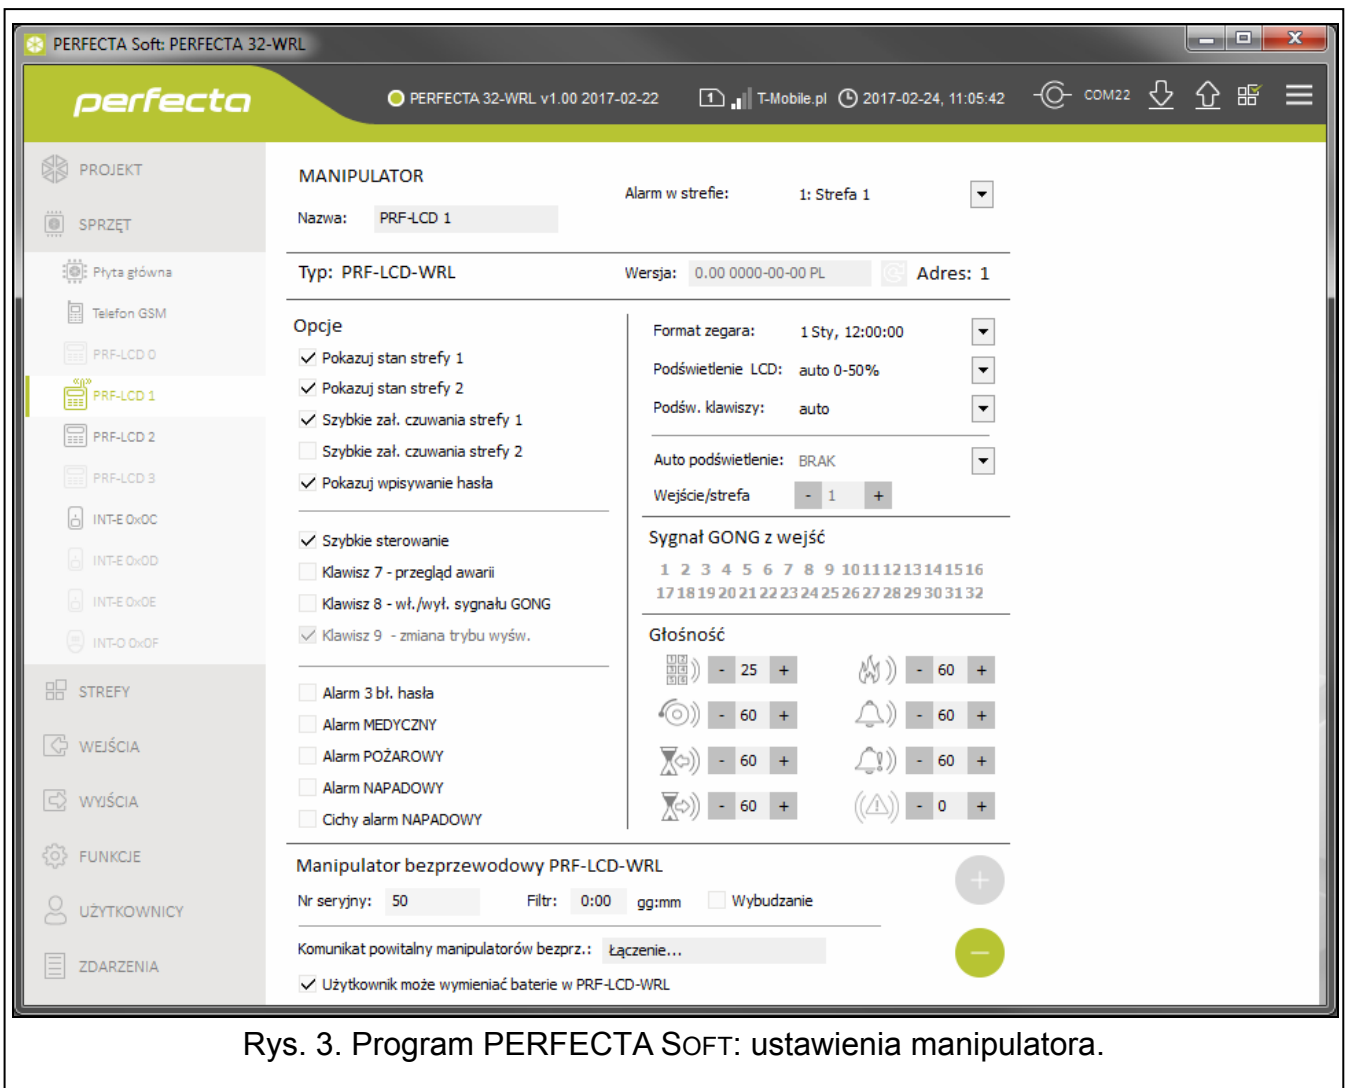 PERFECTA Soft: PERFECTA 32-WRL
perfecta
PERFECTA 32-WRL v1.00 2017-02-22
1
T-Mobile.pl
2017-02-24, 11:05:42
COM22
PROJEKT
SPRZĘT
Płyta główna
Telefon GSM
PRF-LCD 0
PRF-LCD 1
PRF-LCD 2
PRF-LCD 3
INT-E 0x0C
INT-E 0x0D
INT-E 0x0E
INT-O 0x0F
STREFY
WEJŚCIA
WYJŚCIA
FUNKCJE
UŻYTKOWNICY
ZDARZENIA
MANIPULATOR
Nazwa: PRF-LCD 1
Alarm w strefie: 1: Strefa 1
Typ: PRF-LCD-WRL
Wersja: 0.00 0000-00-00 PL
Adres: 1
Opcje
Pokazuj stan strefy 1
Pokazuj stan strefy 2
Szybkie zał. czuwania strefy 1
Szybkie zał. czuwania strefy 2
Pokazuj wpisywanie hasła
Szybkie sterowanie
Klawisz 7 - przegląd awarii
Klawisz 8 - wł./wył. sygnału GONG
Klawisz 9 - zmiana trybu wyśw.
Alarm 3 bł. hasła
Alarm MEDYCZNY
Alarm POŻAROWY
Alarm NAPADOWY
Cichy alarm NAPADOWY
Format zegara: 1 Sty, 12:00:00
Podświetlenie LCD: auto 0-50%
Podśw. klawiszy: auto
Auto podświetlenie: BRAK
Wejście/strefa - 1 +
Sygnał GONG z wejść
1 2 3 4 5 6 7 8 9 10 11 12 13 14 15 16
17 18 19 20 21 22 23 24 25 26 27 28 29 30 31 32
Głośność
- 25 + - 60 +
- 60 + - 60 +
- 60 + - 60 +
- 60 + - 0 +
Manipulator bezprzewodowy PRF-LCD-WRL
Nr seryjny: 50 Filtr: 0:00 gg:mm Wybudzanie
Komunikat powitalny manipulatorów bezprz.: Łączenie...
Użytkownik może wymieniać baterie w PRF-LCD-WRL
Rys. 3. Program PERFECTA SOFT: ustawienia manipulatora.